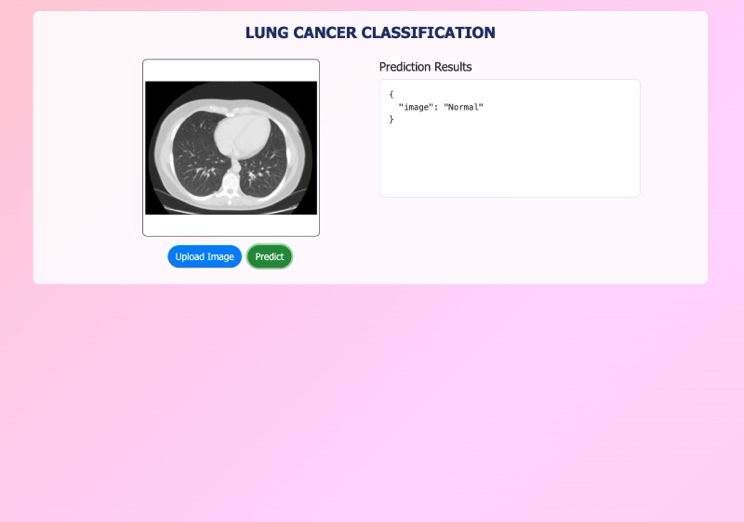 LUNG CANCER CLASSIFICATION
Prediction Results
{
  "image": "Normal"
}
Upload Image
Predict